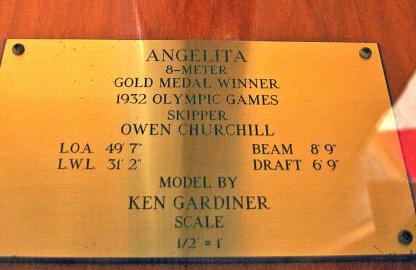 ANGELITA
8-METER
GOLD MEDAL WINNER
1932 OLYMPIC GAMES
SKIPPER
OWEN CHURCHILL
L.O.A. 49' 7" BEAM 8' 9"
L.W.L. 31' 2" DRAFT 6' 9"
MODEL BY
KEN GARDINER
SCALE
1/2" = 1'